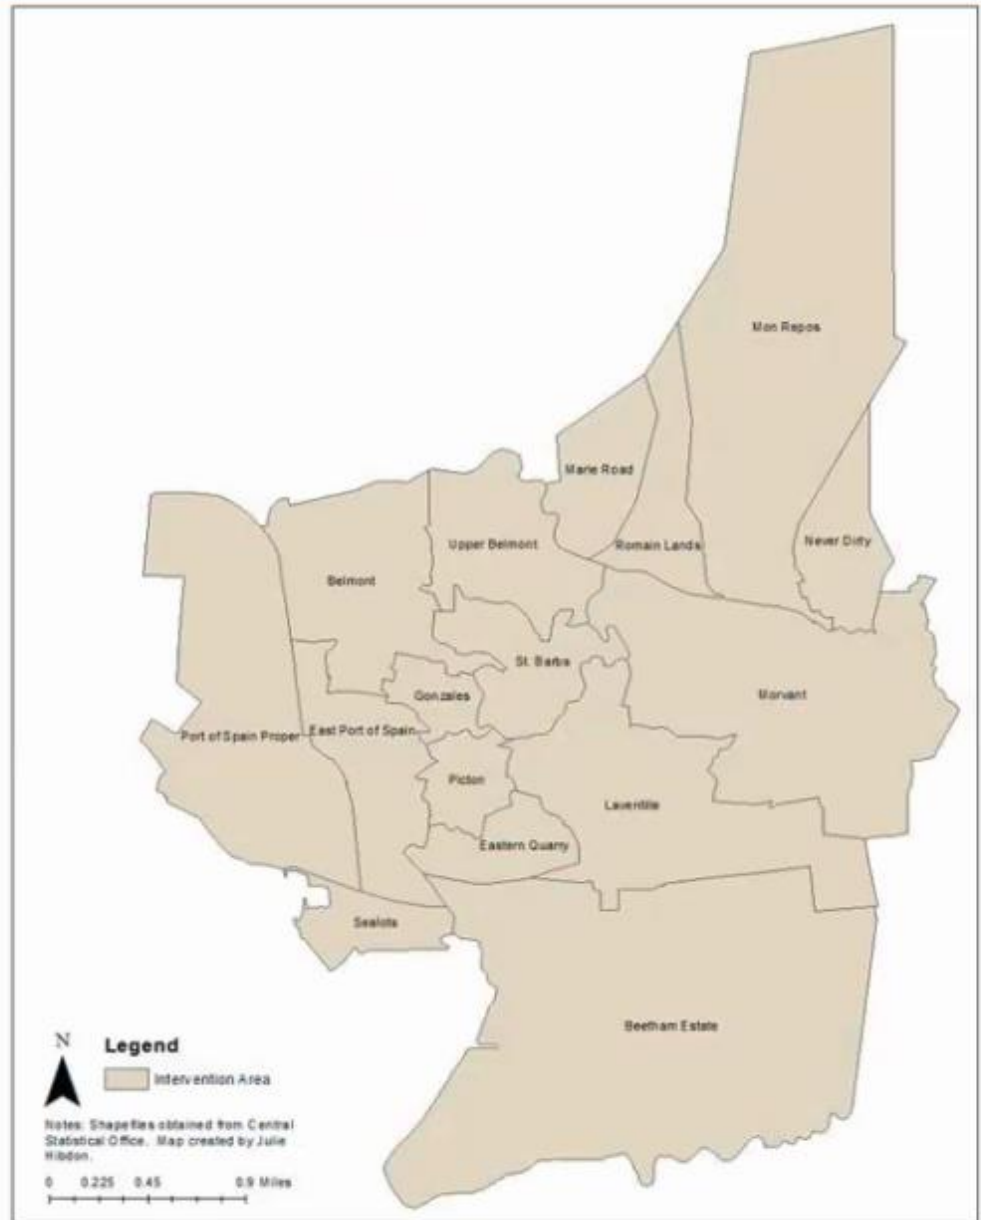 Mon Repos
Marie Road
Upper Belmont
Romain Lands
Never Dirty
Belmont
St. Barbs
Gonzales
Morvant
Port of Spain Proper
East Port of Spain
Picton
Laventille
Eastern Quarry
Sealots
Beetham Estate
N
Legend
Intervention Area
Notes: Shapefiles obtained from Central
Statistical Office. Map created by Julie
Hibdon.
0 0.225 0.45 0.9 Miles